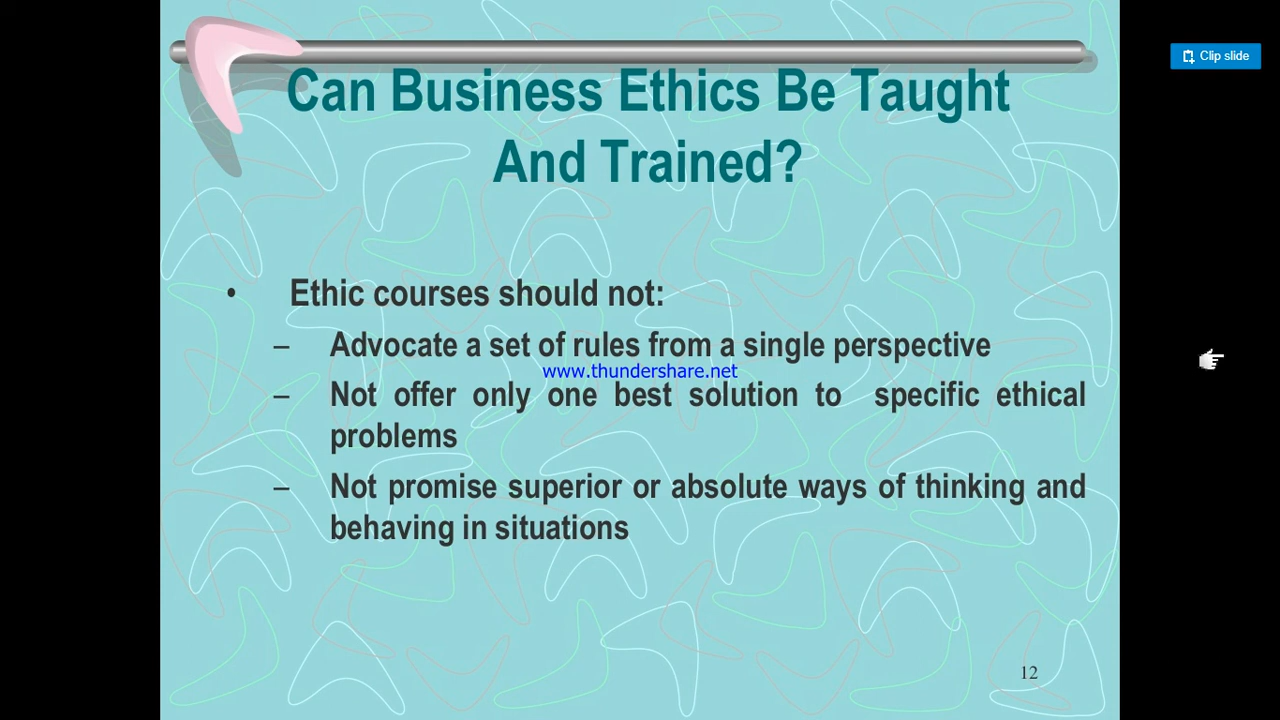 Clip slide
Can Business Ethics Be Taught
And Trained?
• Ethic courses should not:
– Advocate a set of rules from a single perspective
www.thundershare.net
– Not offer only one best solution to specific ethical
problems
– Not promise superior or absolute ways of thinking and
behaving in situations
12